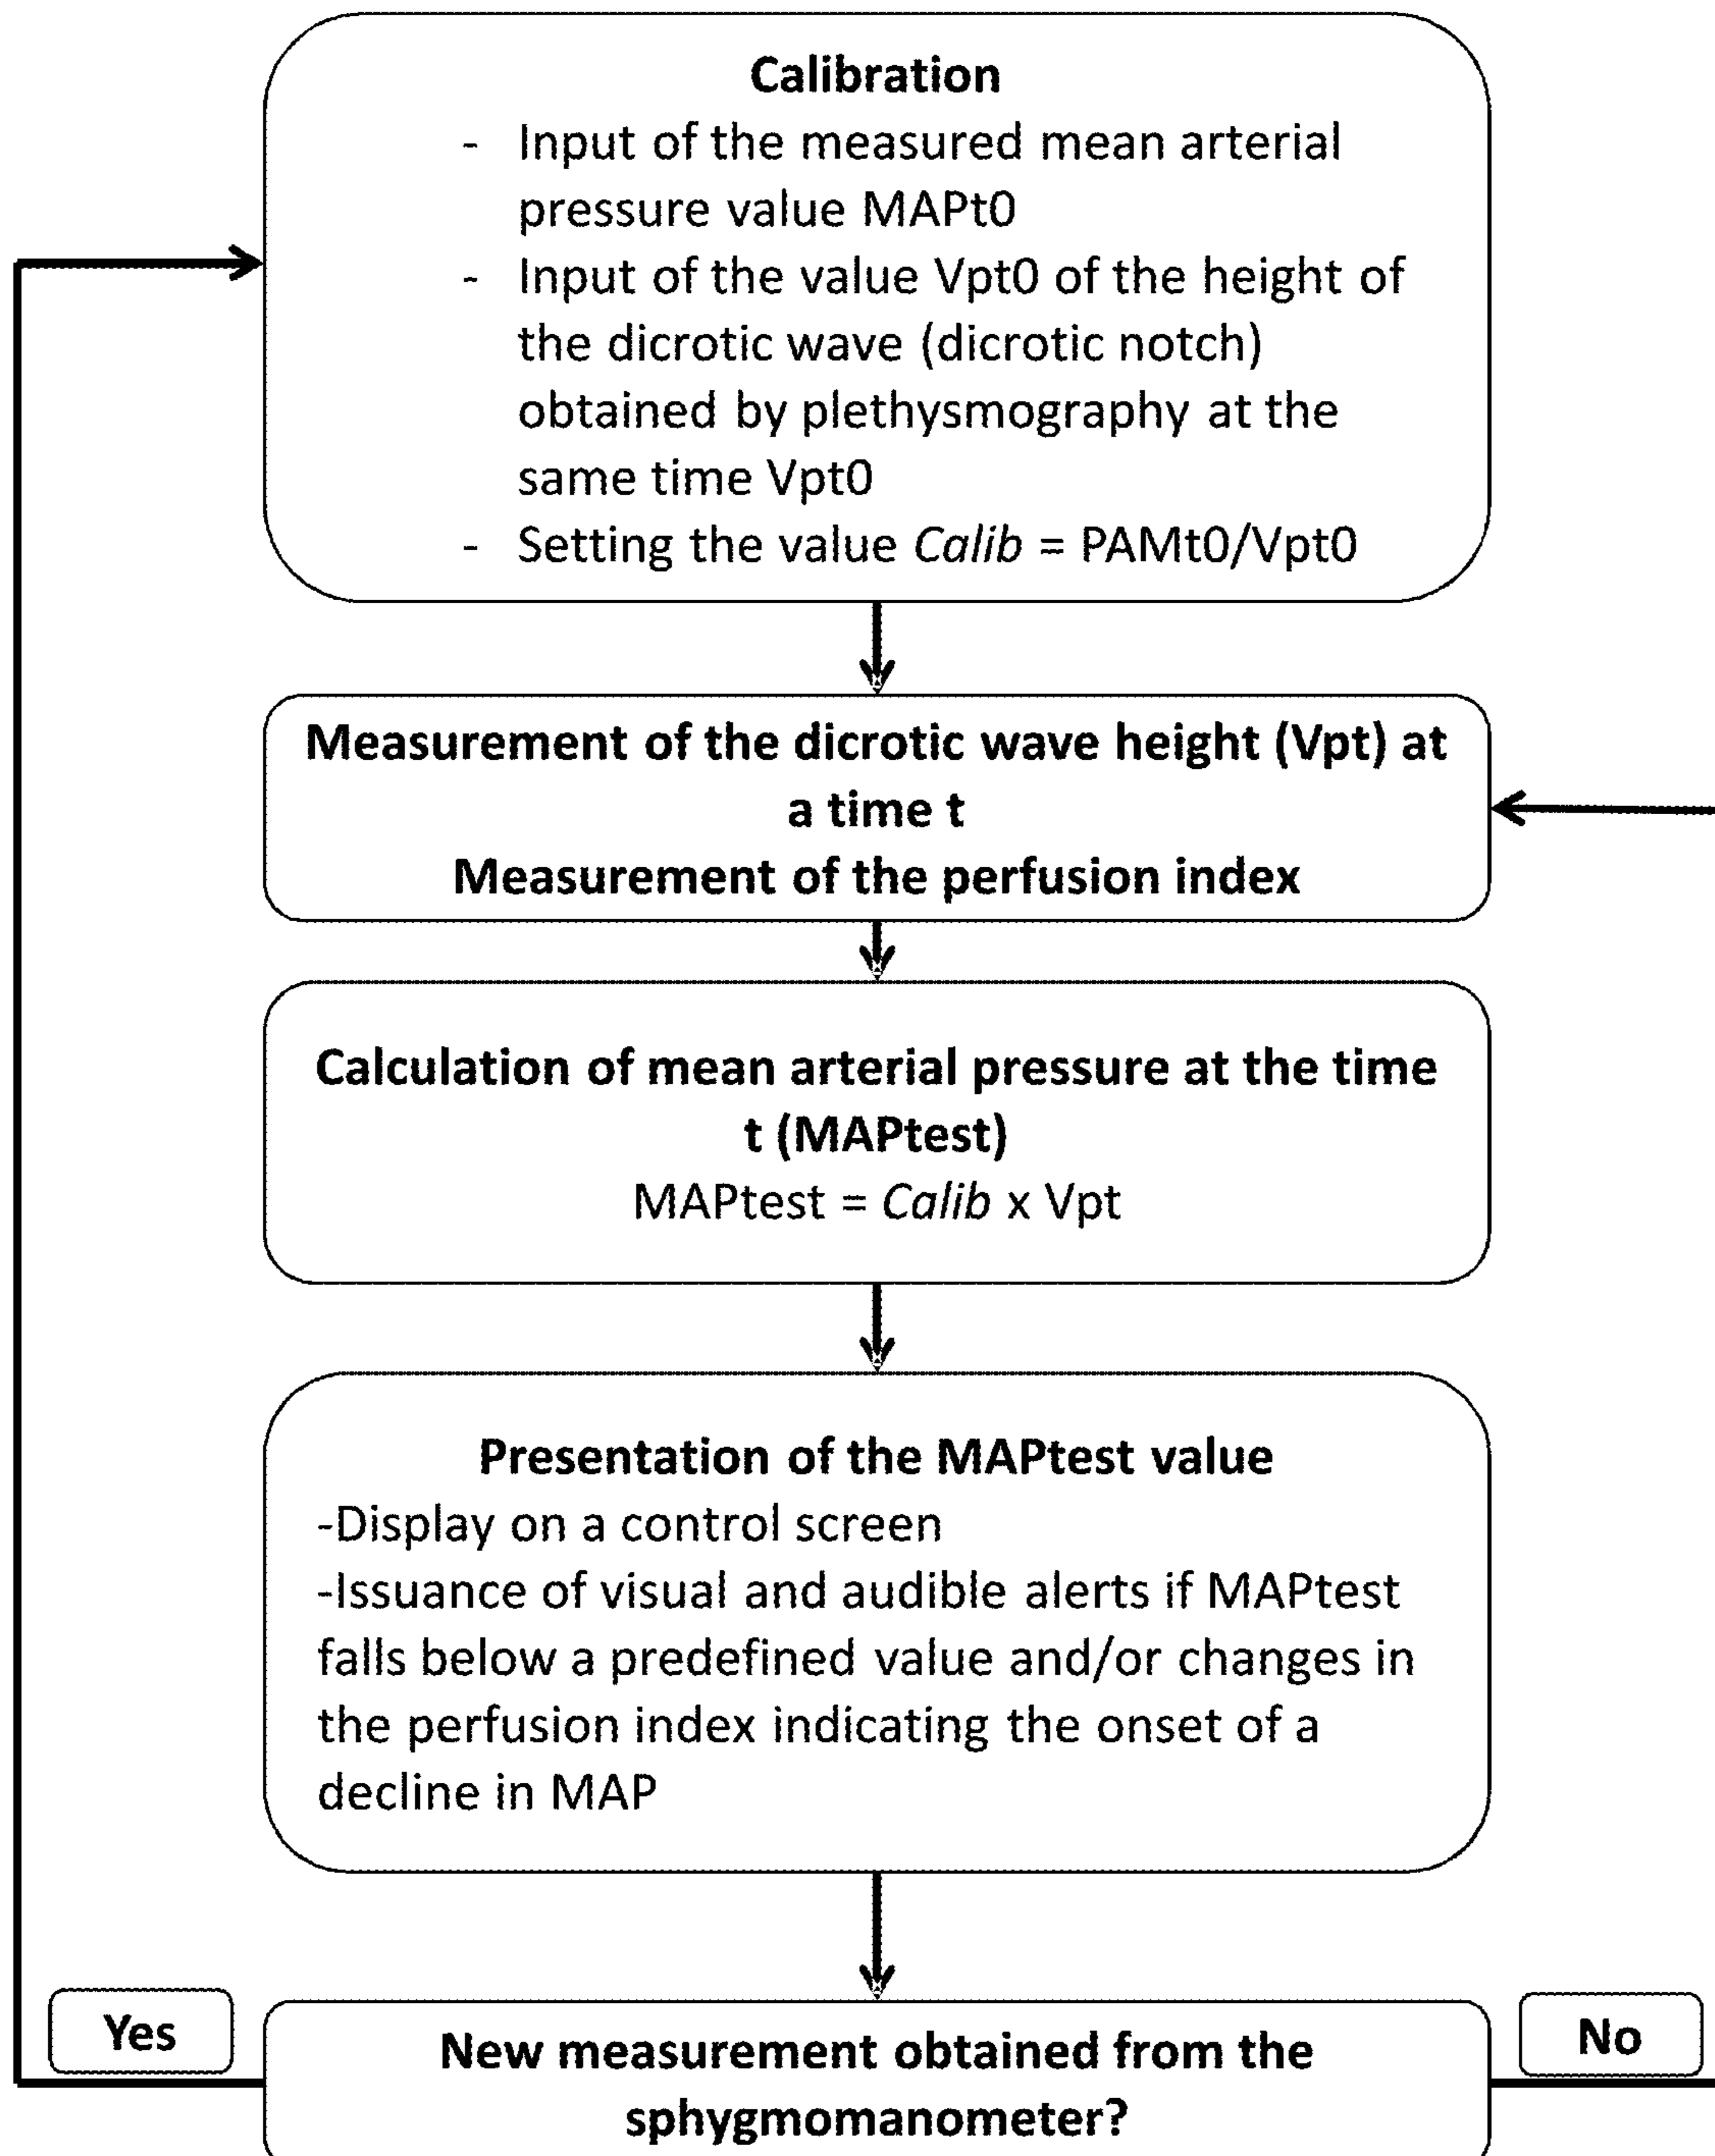 Calibration
- Input of the measured mean arterial
pressure value MAPt0
- Input of the value Vpt0 of the height of
the dicrotic wave (dicrotic notch)
obtained by plethysmography at the
same time Vpt0
- Setting the value Calib = PAMt0/Vpt0
Measurement of the dicrotic wave height (Vpt) at
a time t
Measurement of the perfusion index
Calculation of mean arterial pressure at the time
t (MAPtest)
MAPtest = Calib x Vpt
Presentation of the MAPtest value
-Display on a control screen
-Issuance of visual and audible alerts if MAPtest
falls below a predefined value and/or changes in
the perfusion index indicating the onset of a
decline in MAP
Yes
New measurement obtained from the
sphygmomanometer?
No